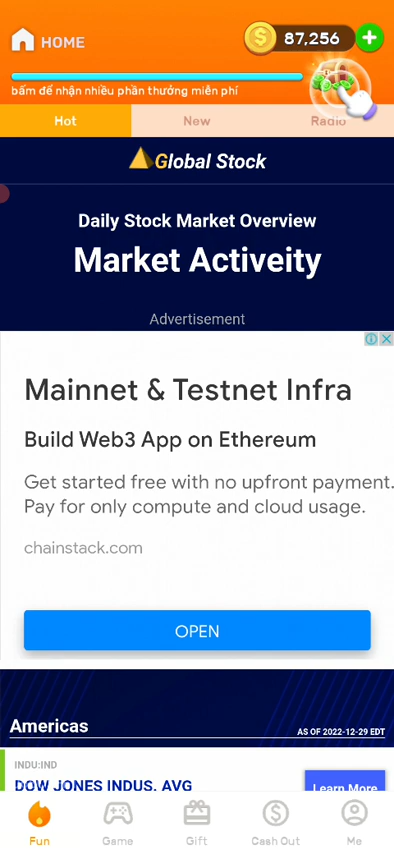 HOME
87,256
bấm để nhận nhiều phần thưởng miễn phí
Hot
New
Radio
Global Stock
Daily Stock Market Overview
Market Activeity
Advertisement
Mainnet & Testnet Infra
Build Web3 App on Ethereum
Get started free with no upfront payment.
Pay for only compute and cloud usage.
chainstack.com
OPEN
Americas
AS OF 2022-12-29 EDT
INDU:IND
DOW JONES INDUS. AVG
Learn More
Fun
Game
Gift
Cash Out
Me